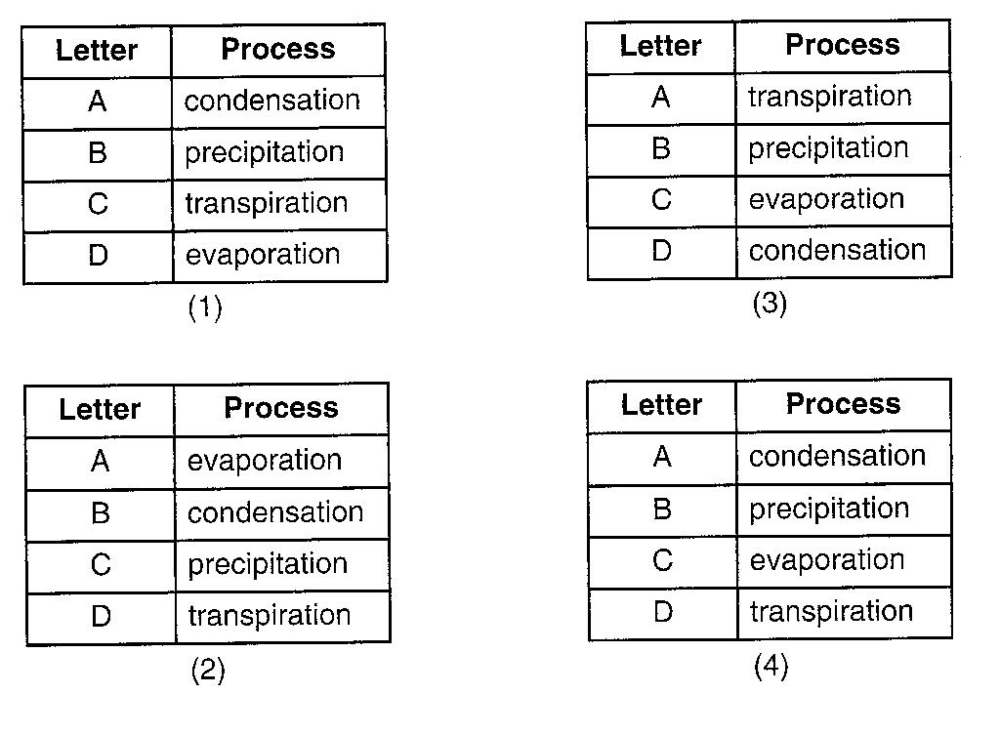 Letter Process
A condensation
B precipitation
C transpiration
D evaporation
(1)
Letter Process
A evaporation
B condensation
C precipitation
D transpiration
(2)
Letter Process
A transpiration
B precipitation
C evaporation
D condensation
(3)
Letter Process
A condensation
B precipitation
C evaporation
D transpiration
(4)